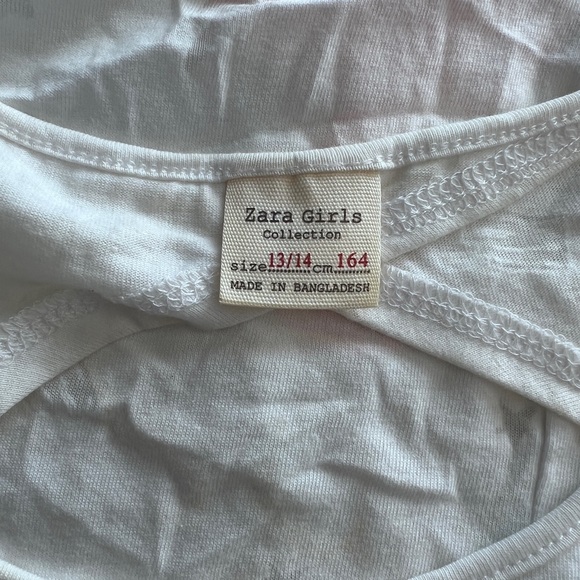 Zara Girls
Collection
size 13/14 cm 164
MADE IN BANGLADESH